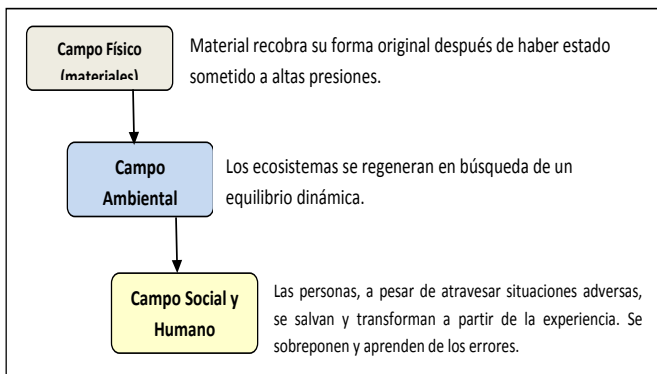 Campo Físico
(materiales)
Material recobra su forma original después de haber estado
sometido a altas presiones.
Campo
Ambiental
Los ecosistemas se regeneran en búsqueda de un
equilibrio dinámica.
Campo Social y
Humano
Las personas, a pesar de atravesar situaciones adversas,
se salvan y transforman a partir de la experiencia. Se
sobreponen y aprenden de los errores.